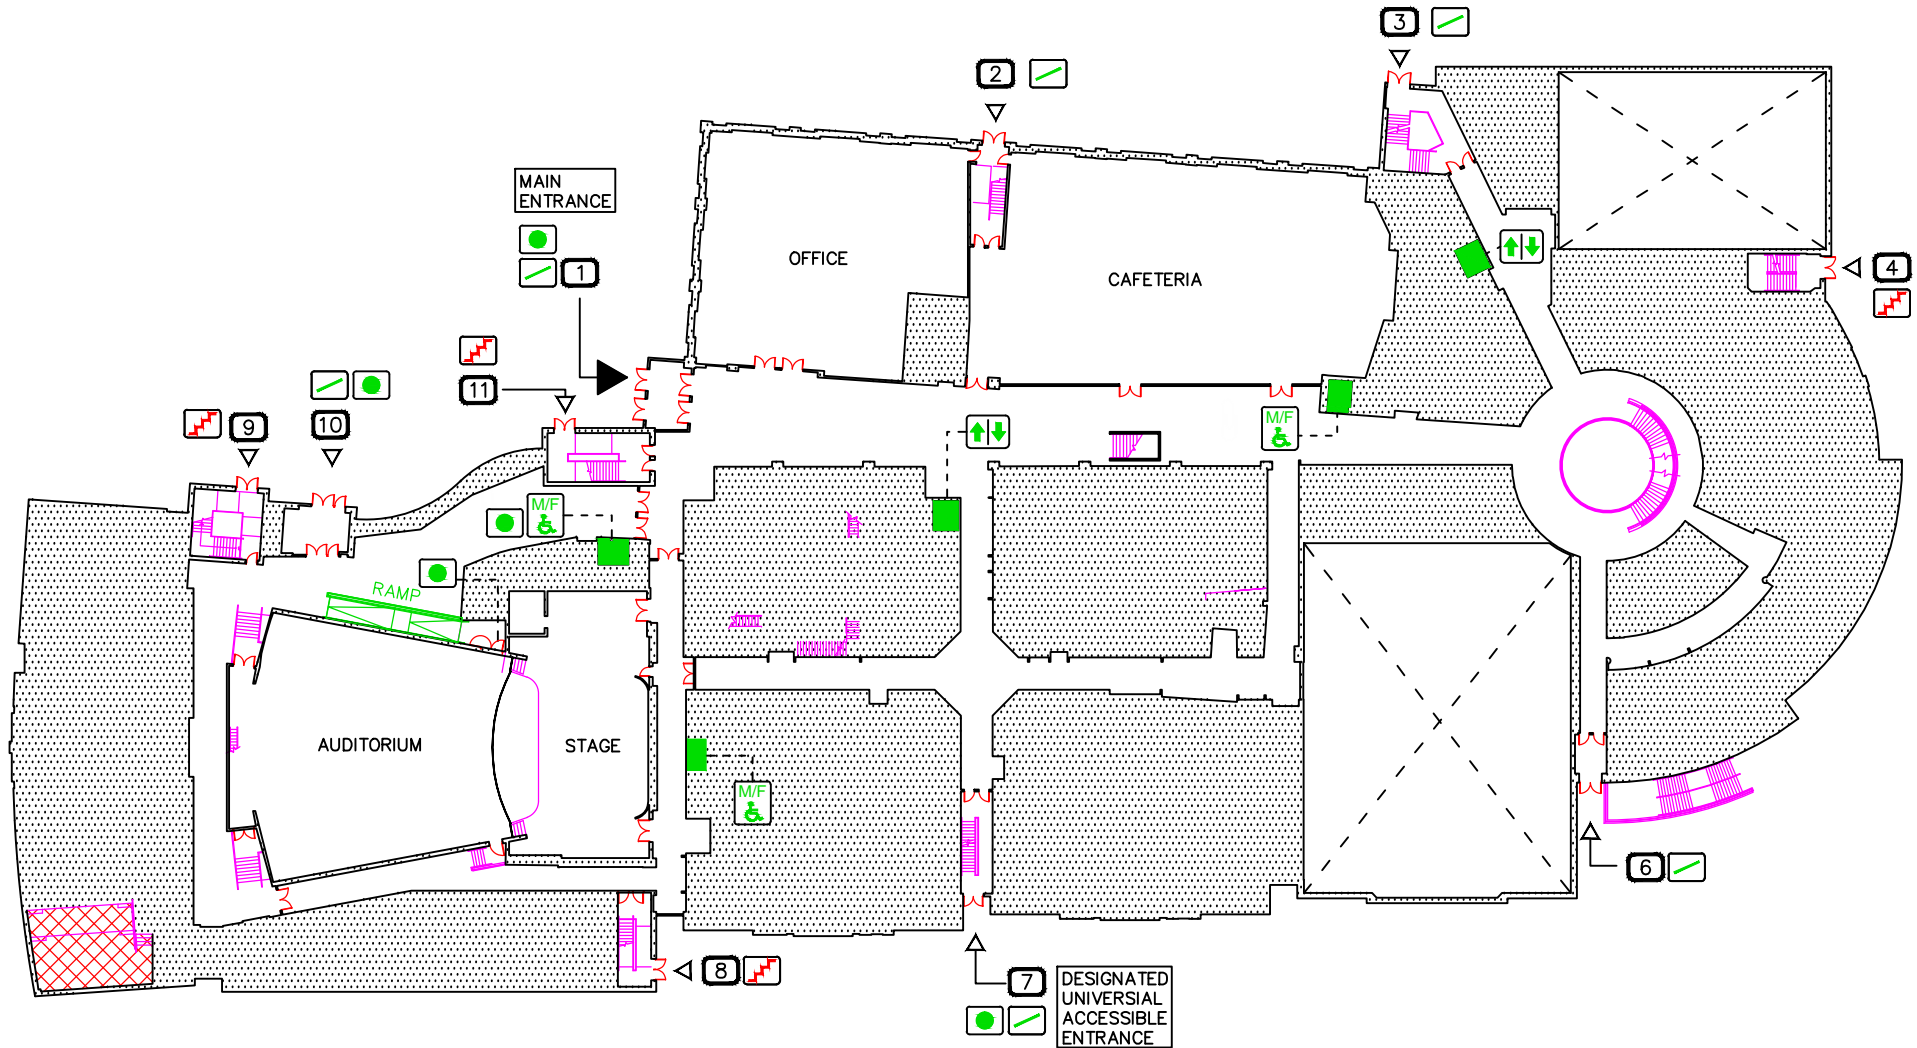 3
2
MAIN
ENTRANCE
1
OFFICE
CAFETERIA
4
11
10
9
M/F
M/F
RAMP
AUDITORIUM
STAGE
M/F
6
8
7
DESIGNATED
UNIVERSIAL
ACCESSIBLE
ENTRANCE